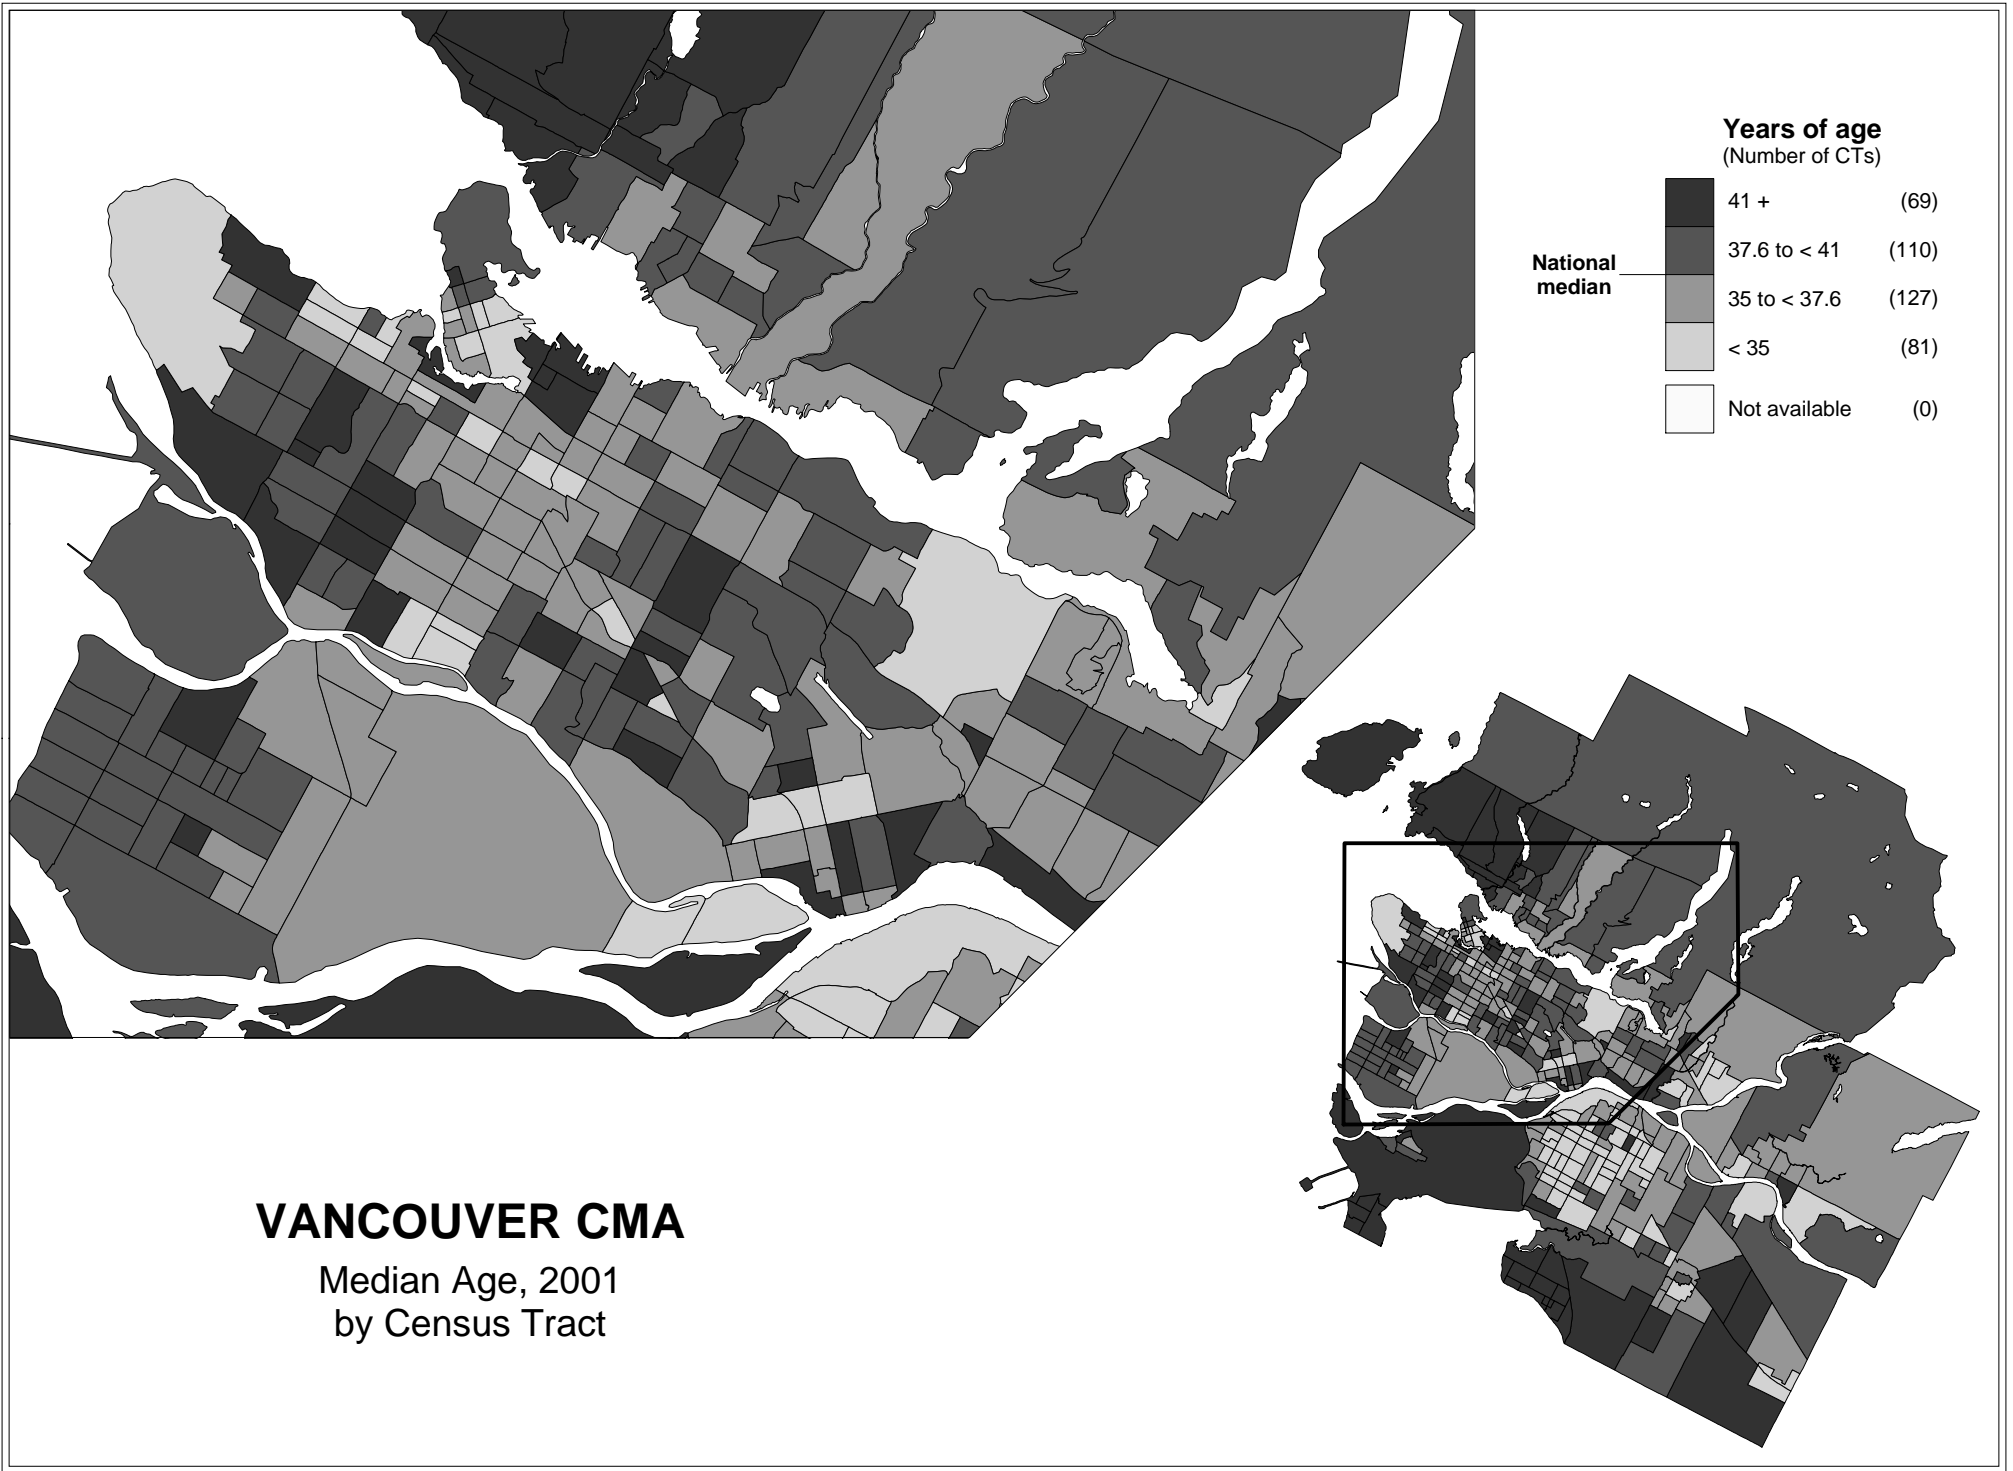 Years of age
(Number of CTs)
41 + (69)
37.6 to < 41 (110)
National
median
35 to < 37.6 (127)
< 35 (81)
Not available (0)
VANCOUVER CMA
Median Age, 2001
by Census Tract